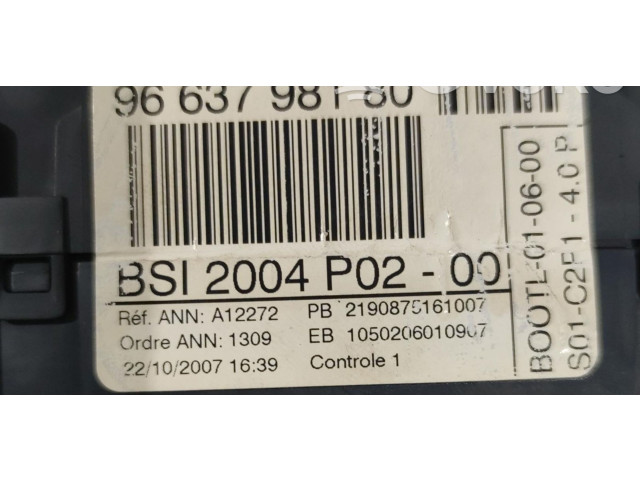 96 637 981 80
BSI 2004 P02 - 00
Réf. ANN: A12272 PB 2190875161007
Ordre ANN: 1309 EB 1050206010907
22/10/2007 16:39 Controle 1
BOOTL-01-06-00
S01-C2F1 - 4.0 P